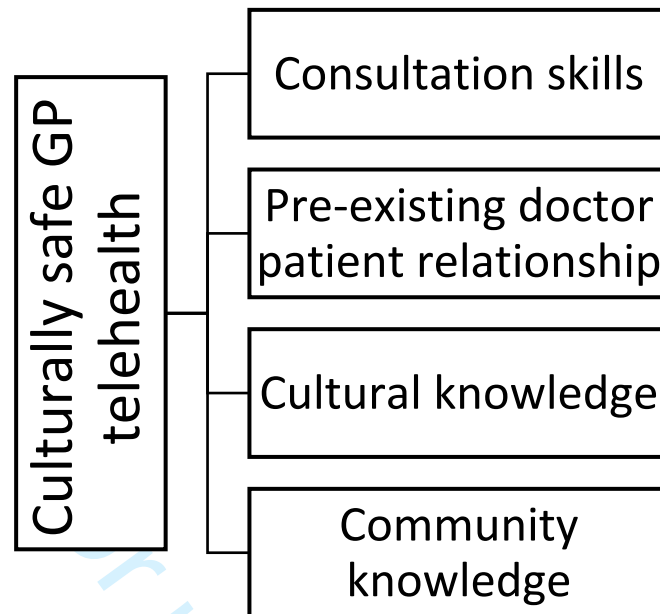 Culturally safe GP
telehealth
Consultation skills
Pre-existing doctor
patient relationship
Cultural knowledge
Community
knowledge